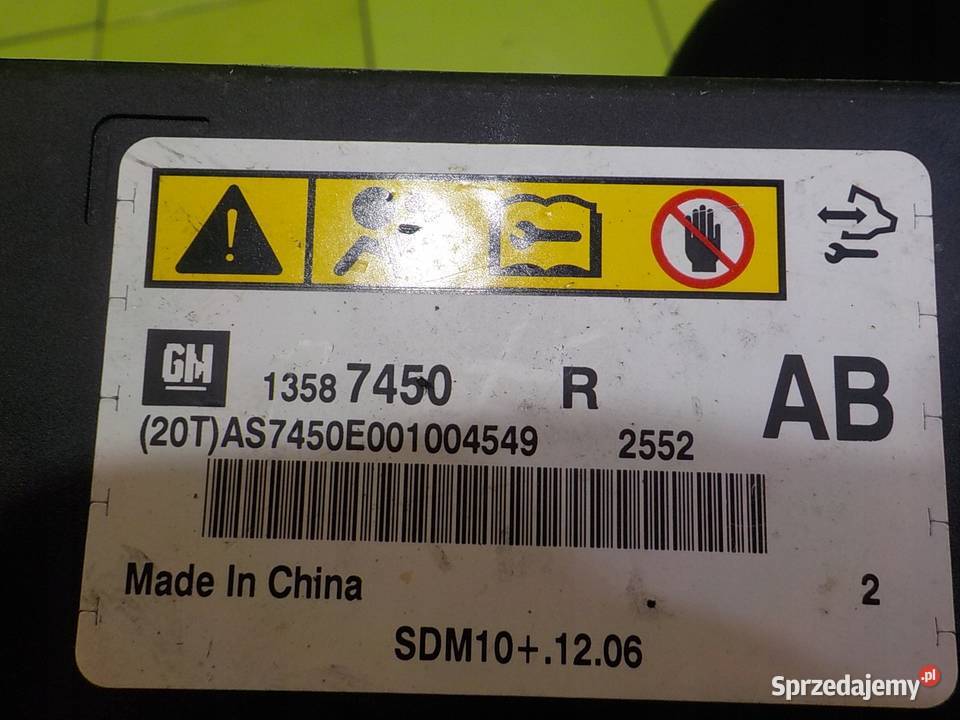 GM
1358 7450 R AB
(20T)AS7450E001004549 2552
Made In China 2
SDM10+.12.06
Sprzedajemy.pl